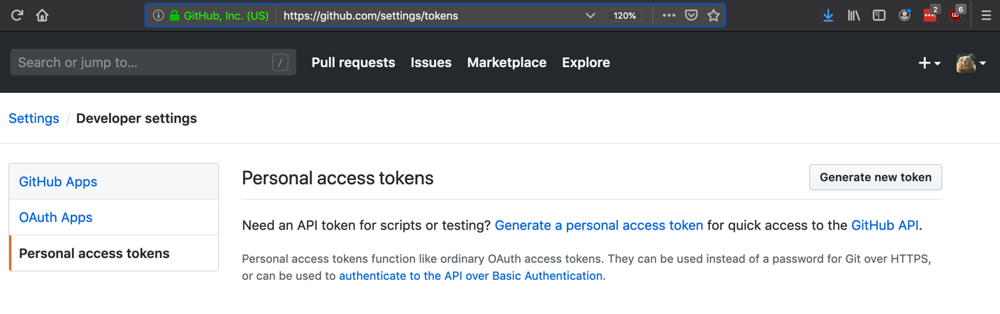 GitHub, Inc. (US) https://github.com/settings/tokens 120% 2 6
Search or jump to... / Pull requests Issues Marketplace Explore
Settings / Developer settings
GitHub Apps
OAuth Apps
Personal access tokens
Personal access tokens Generate new token
Need an API token for scripts or testing? Generate a personal access token for quick access to the GitHub API.
Personal access tokens function like ordinary OAuth access tokens. They can be used instead of a password for Git over HTTPS,
or can be used to authenticate to the API over Basic Authentication.